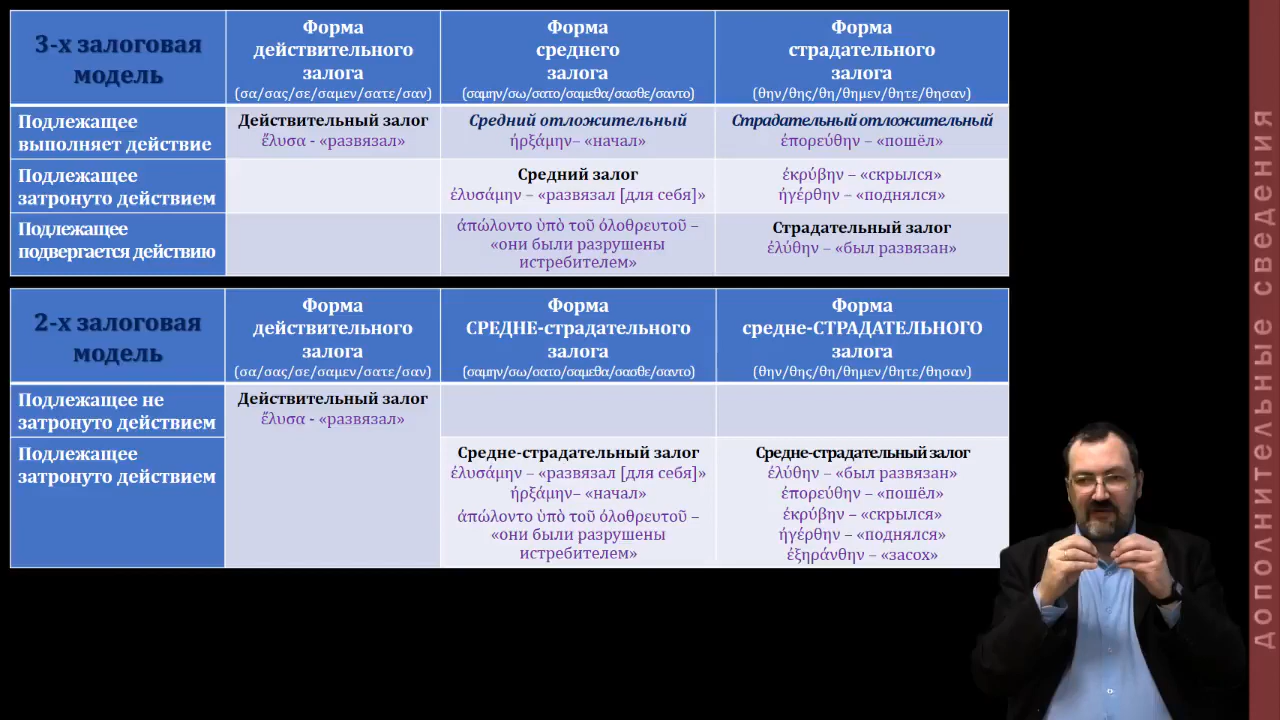 3-х залоговая
модель
Форма
действительного
залога
(σα/σας/σε/σαμεν/σατε/σαν)
Форма
среднего
залога
(σαμην/σω/σατο/σαμεθα/σασθε/σαντο)
Форма
страдательного
залога
(θην/θης/θη/θημεν/θητε/θησαν)
Подлежащее
выполняет действие
Действительный залог
ἔλυσα - «развязал»
Средний отложительный
ἠρξάμην– «начал»
Страдательный отложительный
ἐπορεύθην – «пошёл»
Подлежащее
затронуто действием
Средний залог
ἐλυσάμην – «развязал [для себя]»
ἐκρύβην – «скрылся»
ἠγέρθην – «поднялся»
Подлежащее
подвергается действию
ἀπώλοντο ὑπὸ τοῦ ὀλοθρευτοῦ –
«они были разрушены
истребителем»
Страдательный залог
ἐλύθην – «был развязан»
2-х залоговая
модель
Форма
действительного
залога
(σα/σας/σε/σαμεν/σατε/σαν)
Форма
СРЕДНЕ-страдательного
залога
(σαμην/σω/σατο/σαμεθα/σασθε/σαντο)
Форма
средне-СТРАДАТЕЛЬНОГО
залога
(θην/θης/θη/θημεν/θητε/θησαν)
Подлежащее не
затронуто действием
Действительный залог
ἔλυσα - «развязал»
Подлежащее
затронуто действием
Средне-страдательный залог
ἐλυσάμην – «развязал [для себя]»
ἠρξάμην– «начал»
ἀπώλοντο ὑπὸ τοῦ ὀλοθρευτοῦ –
«они были разрушены
истребителем»
Средне-страдательный залог
ἐλύθην – «был развязан»
ἐπορεύθην – «пошёл»
ἐκρύβην – «скрылся»
ἠγέρθην – «поднялся»
ἐξηράνθην – «засох»
дополнительные сведения